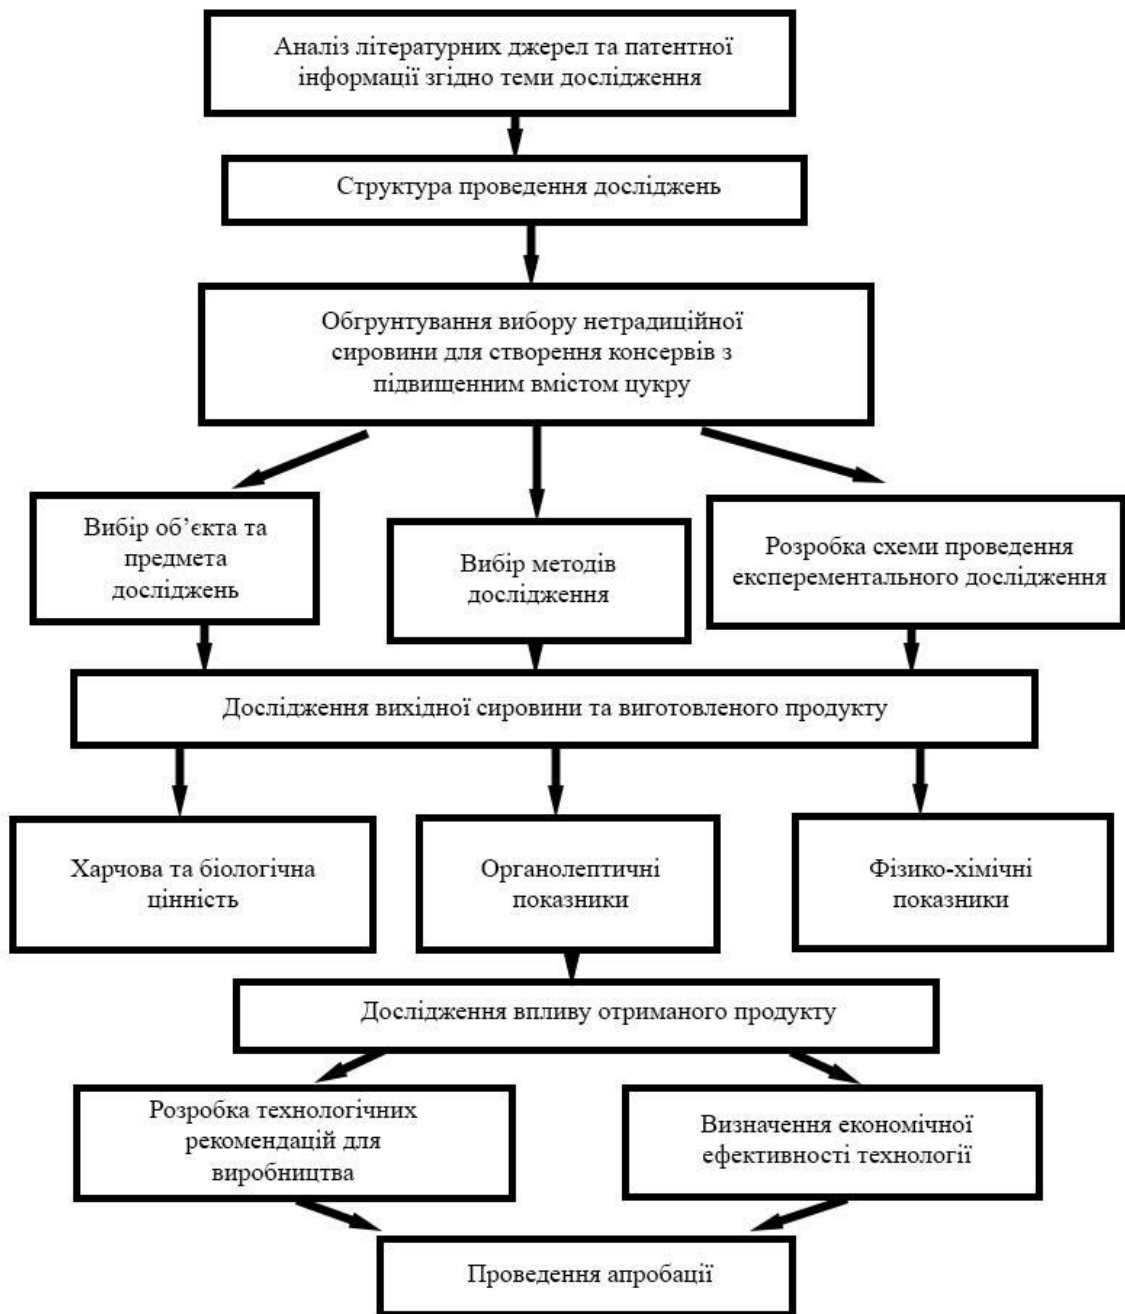 Аналіз літературних джерел та патентної
інформації згідно теми дослідження
Структура проведення досліджень
Обгрунтування вибору нетрадиційної
сировини для створення консервів з
підвищенним вмістом цукру
Вибір об’єкта та
предмета
досліджень
Вибір методів
дослідження
Розробка схеми проведення
експерементального дослідження
Дослідження вихідної сировини та виготовленого продукту
Харчова та біологічна
цінність
Органолептичні
показники
Фізико-хімічні
показники
Дослідження впливу отриманого продукту
Розробка технологічних
рекомендацій для
виробництва
Визначення економічної
ефективності технології
Проведення апробації